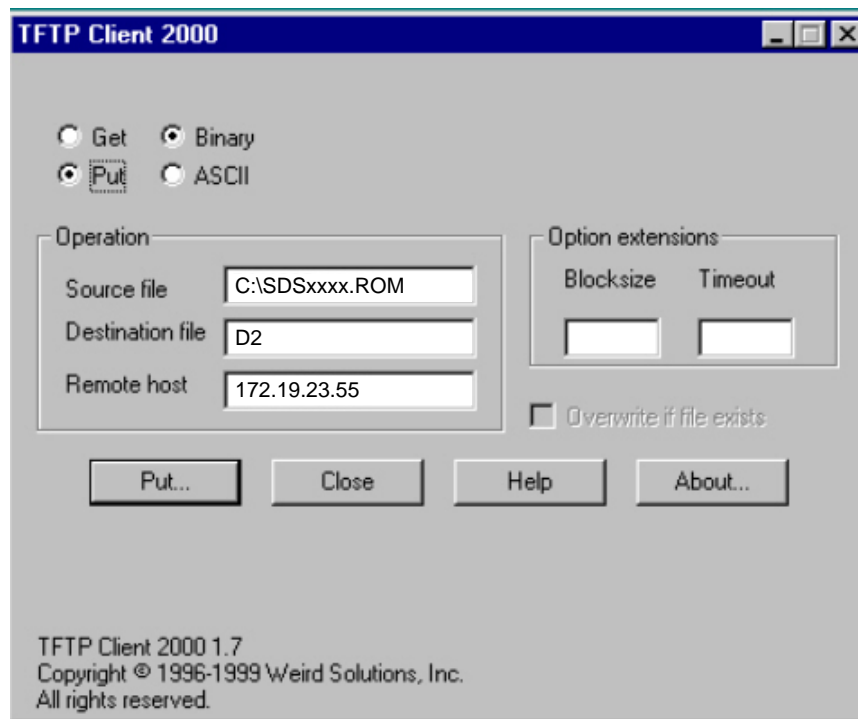 TFTP Client 2000
Get Binary
Put ASCII
Operation
Source file C:\SDSxxxx.ROM
Destination file D2
Remote host 172.19.23.55
Option extensions
Blocksize Timeout
Overwrite if file exists
Put... Close Help About...
TFTP Client 2000 1.7
Copyright © 1996-1999 Weird Solutions, Inc.
All rights reserved.